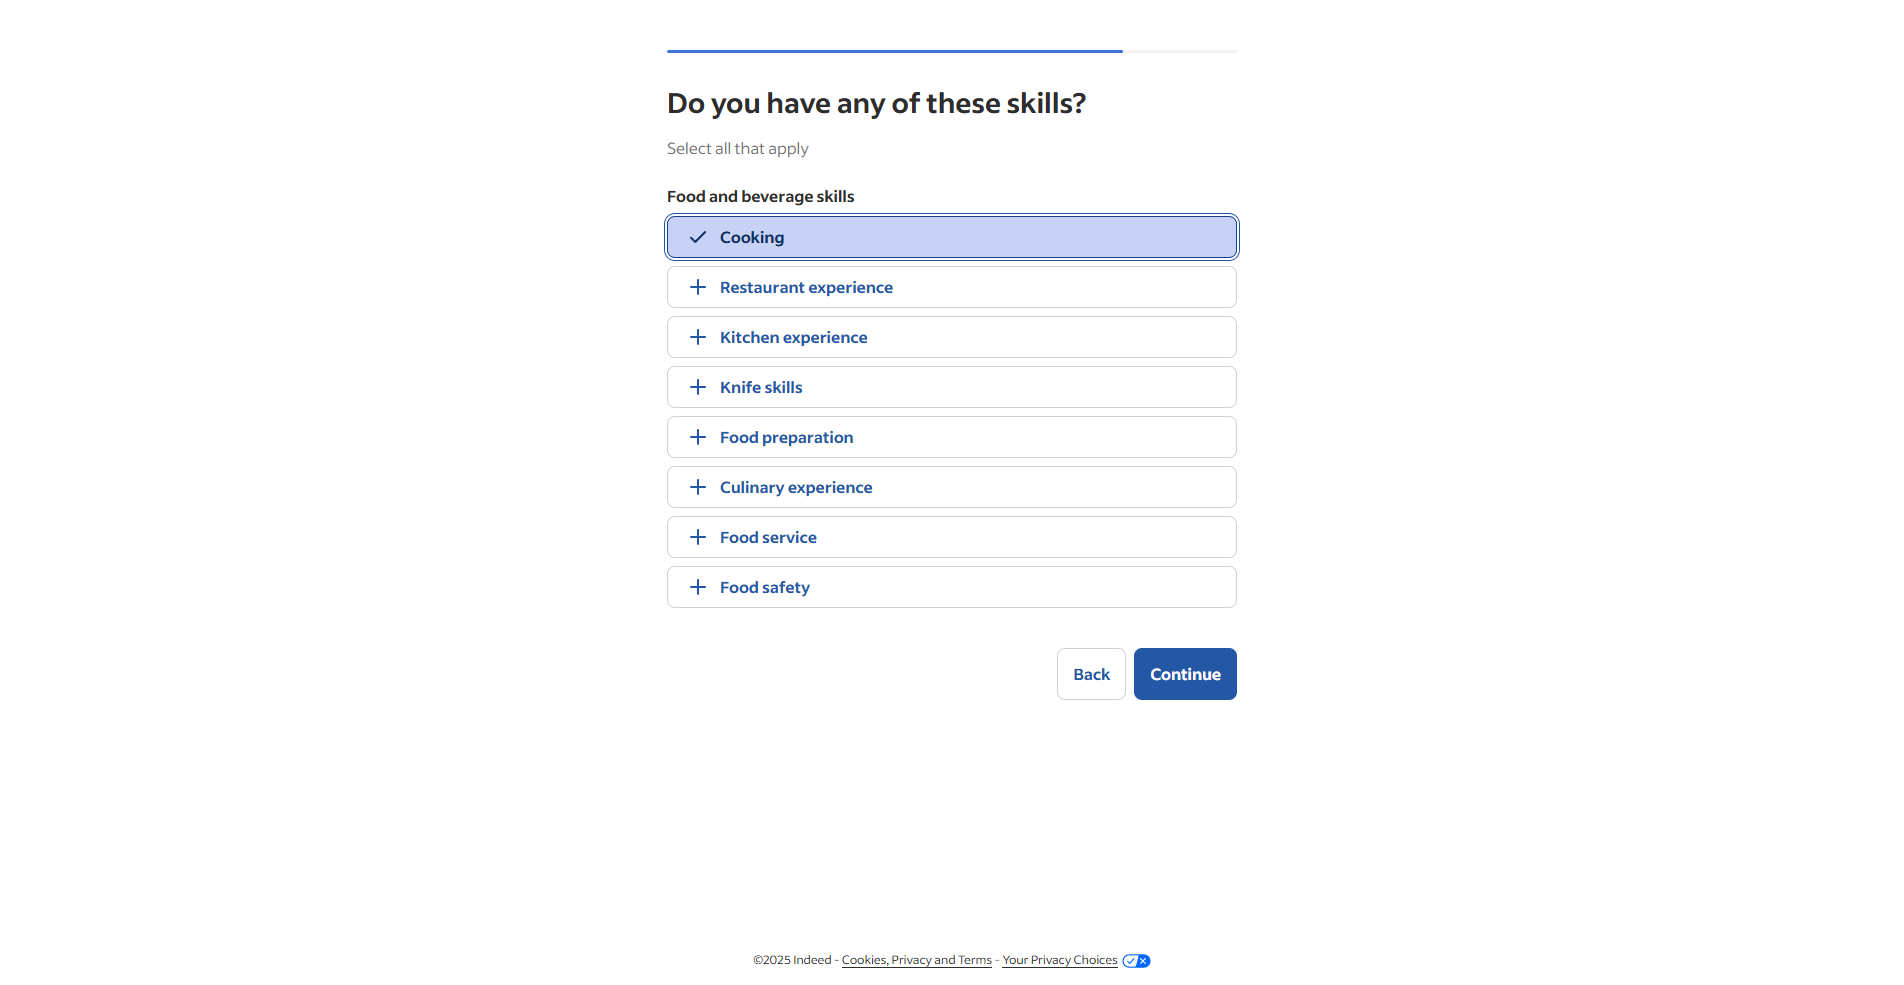 Do you have any of these skills?
Select all that apply
Food and beverage skills
Cooking
Restaurant experience
Kitchen experience
Knife skills
Food preparation
Culinary experience
Food service
Food safety
Back Continue
©2025 Indeed - Cookies, Privacy and Terms - Your Privacy Choices